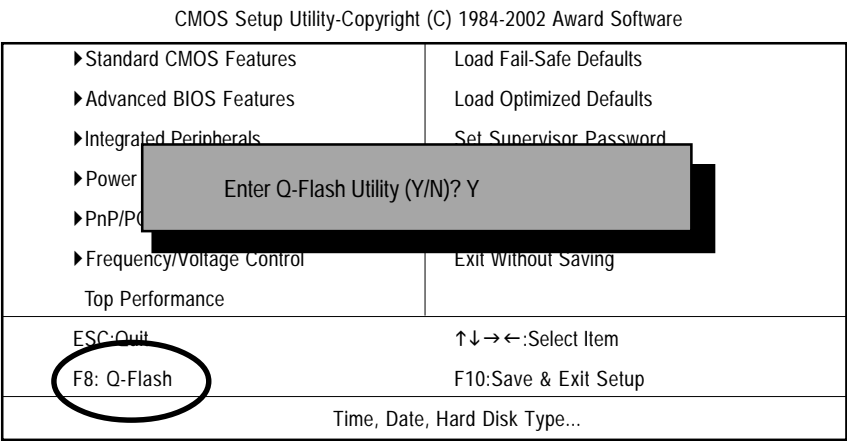 CMOS Setup Utility-Copyright (C) 1984-2002 Award Software
▶Standard CMOS Features
▶Advanced BIOS Features
▶Integrated Peripherals
▶Power
▶PnP/PC
▶Frequency/Voltage Control
Top Performance
Load Fail-Safe Defaults
Load Optimized Defaults
Set Supervisor Password
Exit Without Saving
Enter Q-Flash Utility (Y/N)? Y
ESC:Quit
↑↓→←:Select Item
F8: Q-Flash
F10:Save & Exit Setup
Time, Date, Hard Disk Type...